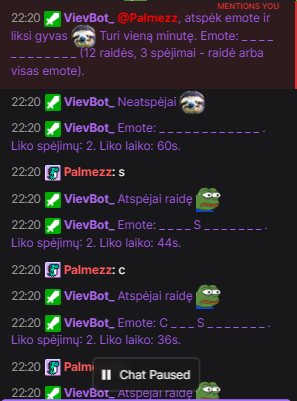 MENTIONS YOU
VievBot_ @Palmezz, atspėk emote ir
liksi gyvas Turi vieną minutę. Emote: _ _ _ _
_ _ _ _ _ _ _ _ (12 raidės, 3 spėjimai - raidė arba
visas emote).
22:20 VievBot_ Neatspėjai
22:20 VievBot_ Emote: _ _ _ _ _ _ _ _ _ _ _ _ .
Liko spėjimų: 2. Liko laiko: 60s.
22:20 Palmezz: s
22:20 VievBot_ Atspėjai raidę
22:20 VievBot_ Emote: _ _ _ _ S _ _ _ _ _ _ _ .
Liko spėjimų: 2. Liko laiko: 44s.
22:20 Palmezz: c
22:20 VievBot_ Atspėjai raidę
22:20 VievBot_ Emote: C _ _ _ S _ _ _ _ _ _ _ .
Liko spėjimų: 2. Liko laiko: 36s.
22:20 Palm
Chat Paused
22:20 VievBot_ Atspėjai raidę